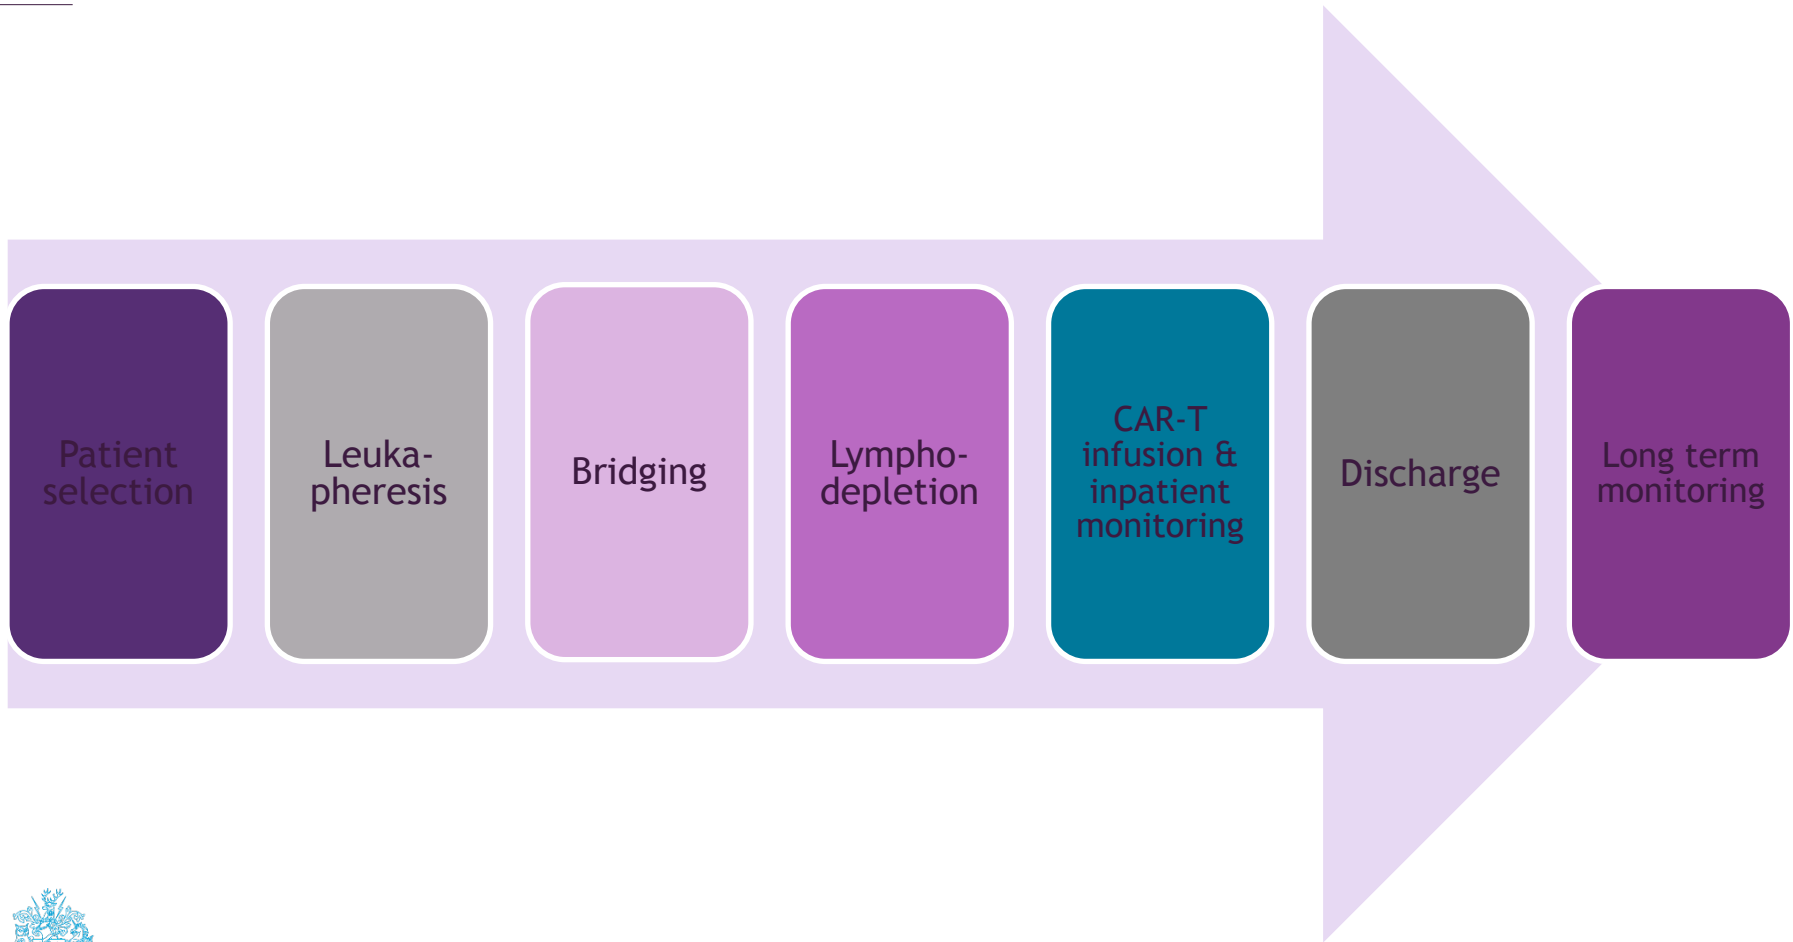 Patient
selection
Leuka-
pheresis
Bridging
Lympho-
depletion
CAR-T
infusion &
inpatient
monitoring
Discharge
Long term
monitoring